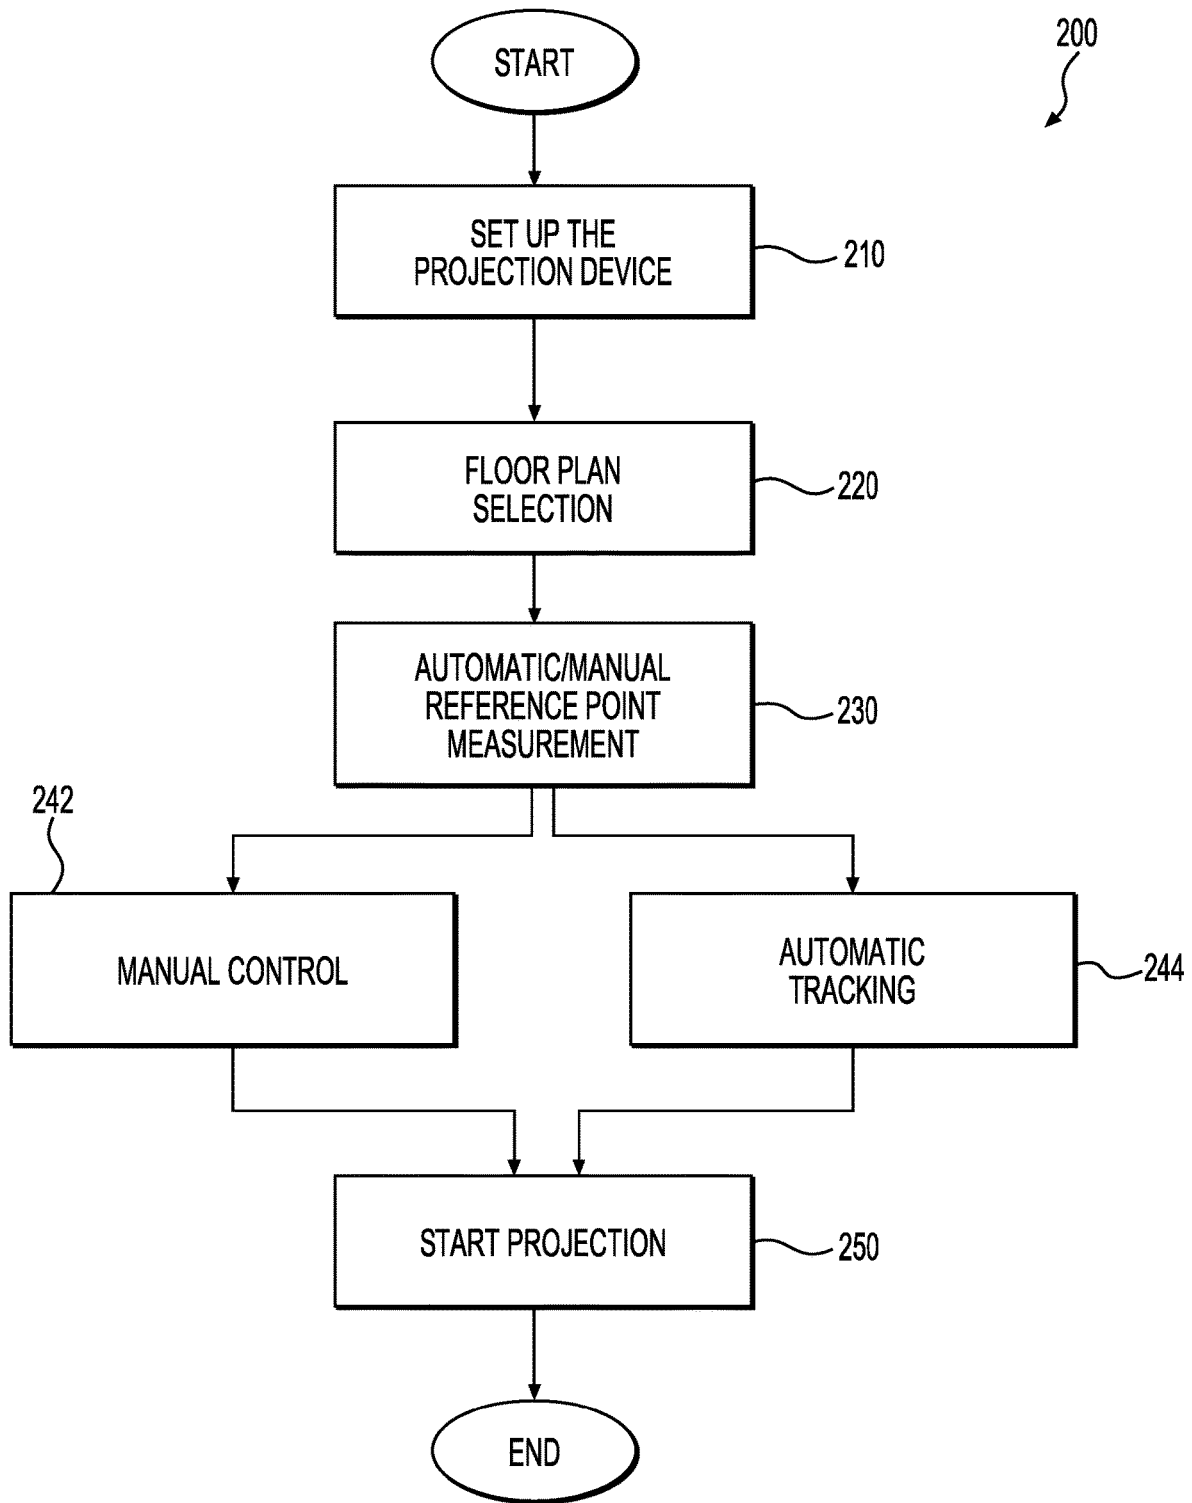 START
200
SET UP THE
PROJECTION DEVICE
210
FLOOR PLAN
SELECTION
220
AUTOMATIC/MANUAL
REFERENCE POINT
MEASUREMENT
230
242
MANUAL CONTROL
AUTOMATIC
TRACKING
244
START PROJECTION
250
END